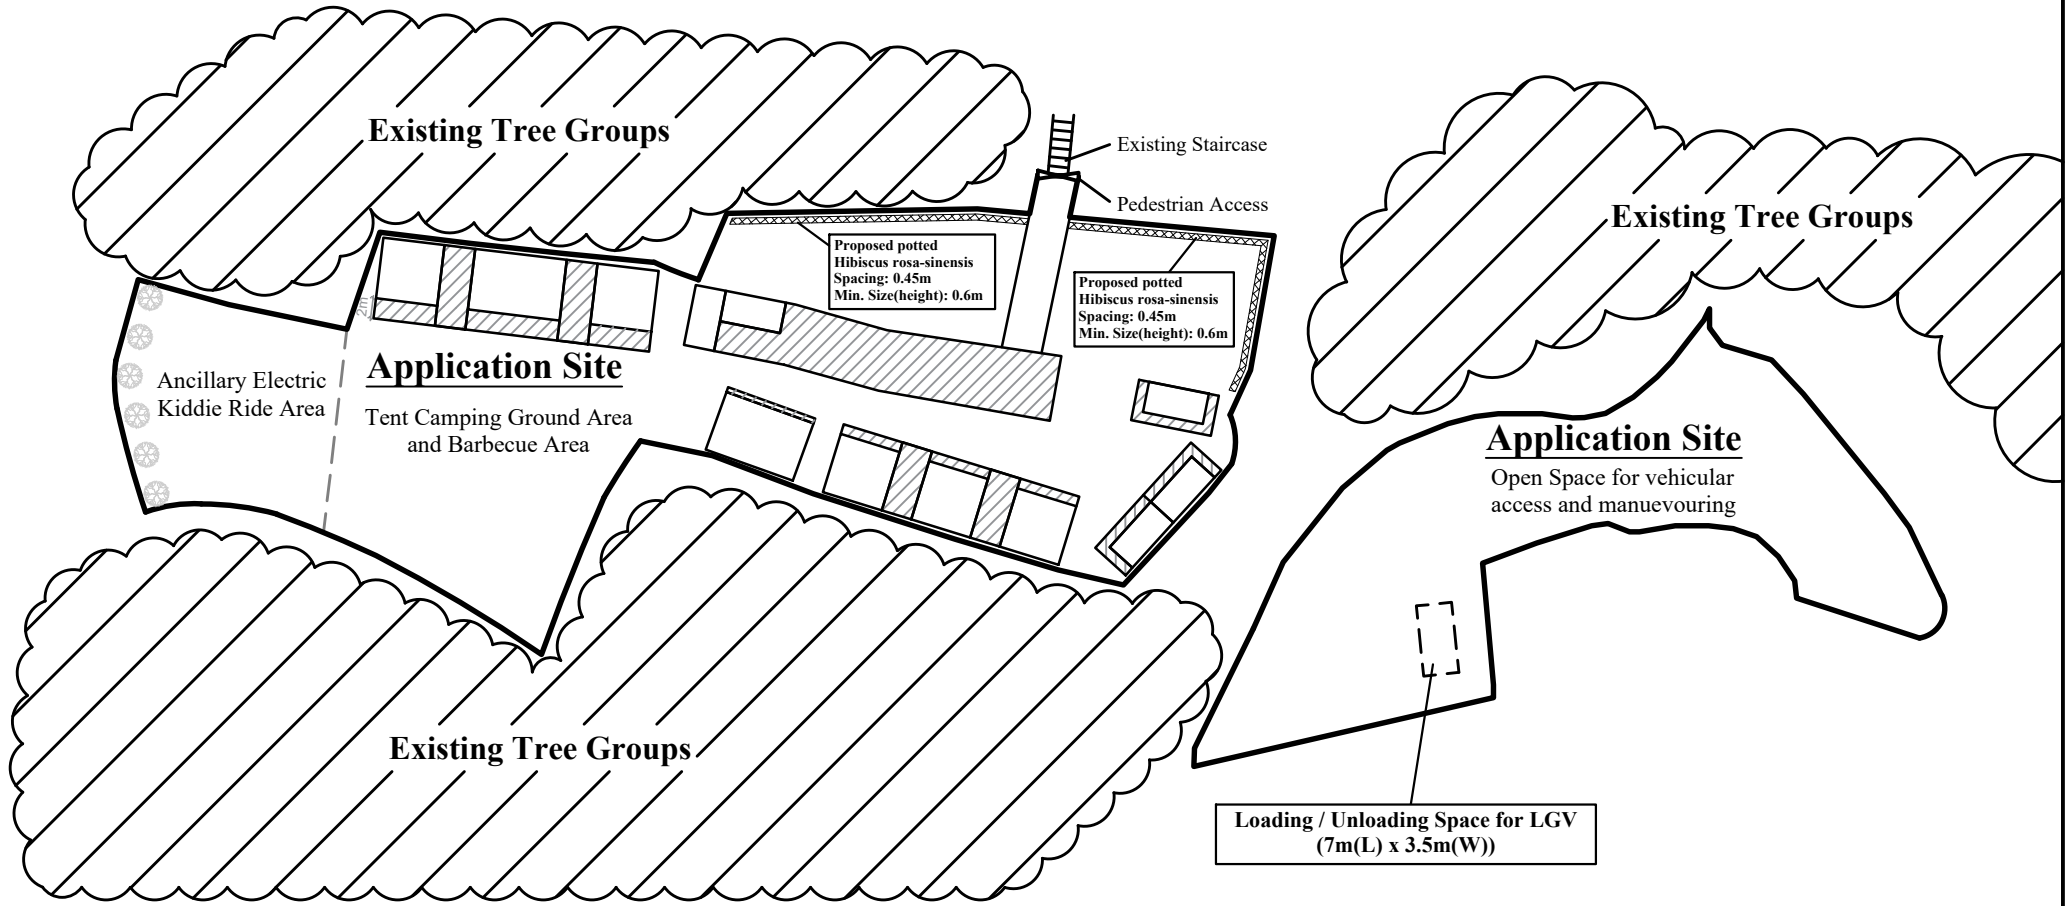 Existing Tree Groups
Existing Staircase
Pedestrian Access
Existing Tree Groups
Proposed potted
Hibiscus rosa-sinensis
Spacing: 0.45m
Min. Size(height): 0.6m
Proposed potted
Hibiscus rosa-sinensis
Spacing: 0.45m
Min. Size(height): 0.6m
2m
Application Site
Tent Camping Ground Area
and Barbecue Area
Ancillary Electric
Kiddie Ride Area
Application Site
Open Space for vehicular
access and manuevouring
Existing Tree Groups
Loading / Unloading Space for LGV
(7m(L) x 3.5m(W))